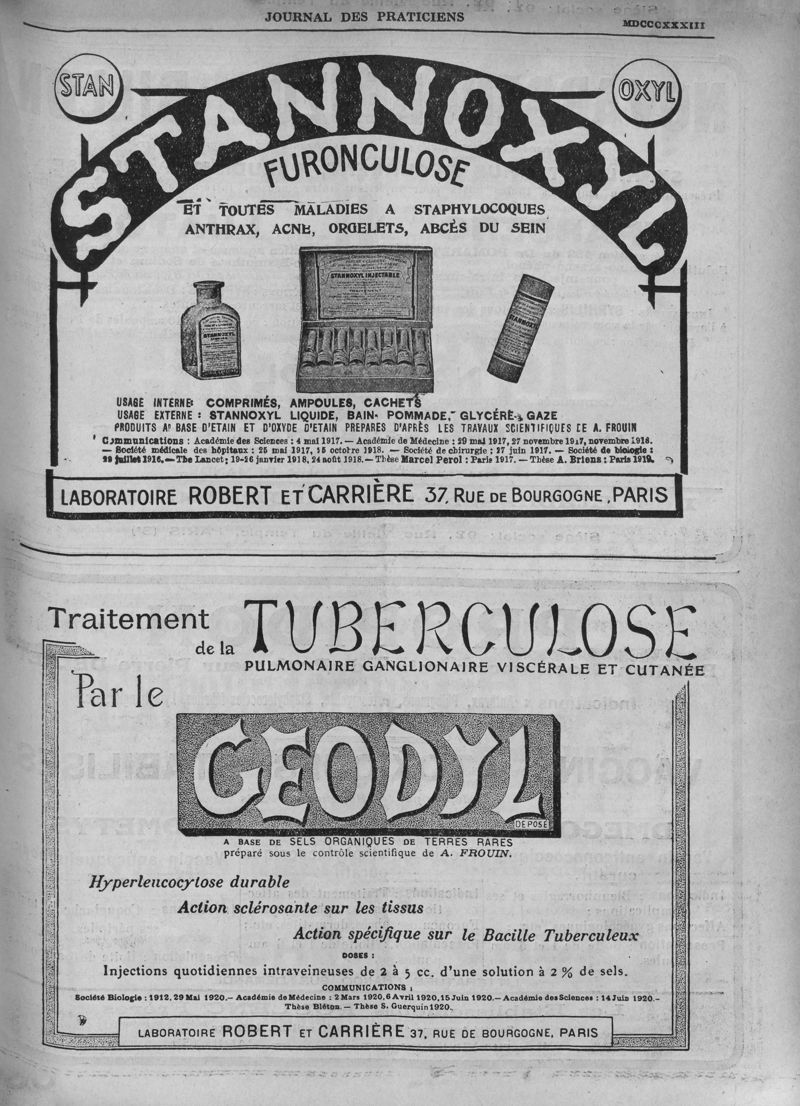 JOURNAL DES PRATICIENS
MDCCCXXXIII
STAN
OXYL
STANNOXYL
FURONCULOSE
ET TOUTES MALADIES A STAPHYLOCOQUES
ANTHRAX, ACNE, ORGELETS, ABCÈS DU SEIN
STANNOXYL INJECTABLE
STANNOXYL
STANNOXYL
USAGE INTERNE: COMPRIMÉS, AMPOULES, CACHETS
USAGE EXTERNE : STANNOXYL LIQUIDE, BAIN- POMMADE,- GLYCÉRÉ-, GAZE
PRODUITS A BASE D'ETAIN ET D'OXYDE D'ETAIN PREPARES D'APRÈS LES TRAVAUX SCIENTIFIQUES DE A. FROUIN
Communications : Académie des Sciences : 4 mai 1917. — Académie de Médecine : 29 mai 1917, 27 novembre 1917, novembre 1918.
— Société médicale des hôpitaux : 25 mai 1917, 15 octobre 1918. — Société de chirurgie : 27 juin 1917. — Société de biologie :
29 juillet 1916. — The Lancet ; 19-26 janvier 1918, 24 août 1918. — Thèse Marcel Perol : Paris 1917. — Thèse A. Briens : Paris 1919.
LABORATOIRE ROBERT ET CARRIÈRE 37, RUE DE BOURGOGNE, PARIS
Traitement
de la TUBERCULOSE
PULMONAIRE GANGLIONAIRE VISCÉRALE ET CUTANÉE
Par le
GEODYL
DEPOSÉ
A BASE DE SELS ORGANIQUES DE TERRES RARES
préparé sous le contrôle scientifique de A. FROUIN.
Hyperleucocytose durable
Action sclérosante sur les tissus
Action spécifique sur le Bacille Tuberculeux
DOSES :
Injections quotidiennes intraveineuses de 2 à 5 cc. d'une solution à 2 % de sels.
COMMUNICATIONS :
Société Biologie : 1912, 29 Mai 1920.— Académie de Médecine : 2 Mars 1920, 6 Avril 1920, 15 Juin 1920.— Académie des Sciences : 14 Juin 1920.—
Thèse Bléton. — Thèse S. Guerquin 1920.
LABORATOIRE ROBERT ET CARRIÈRE 37, RUE DE BOURGOGNE, PARIS